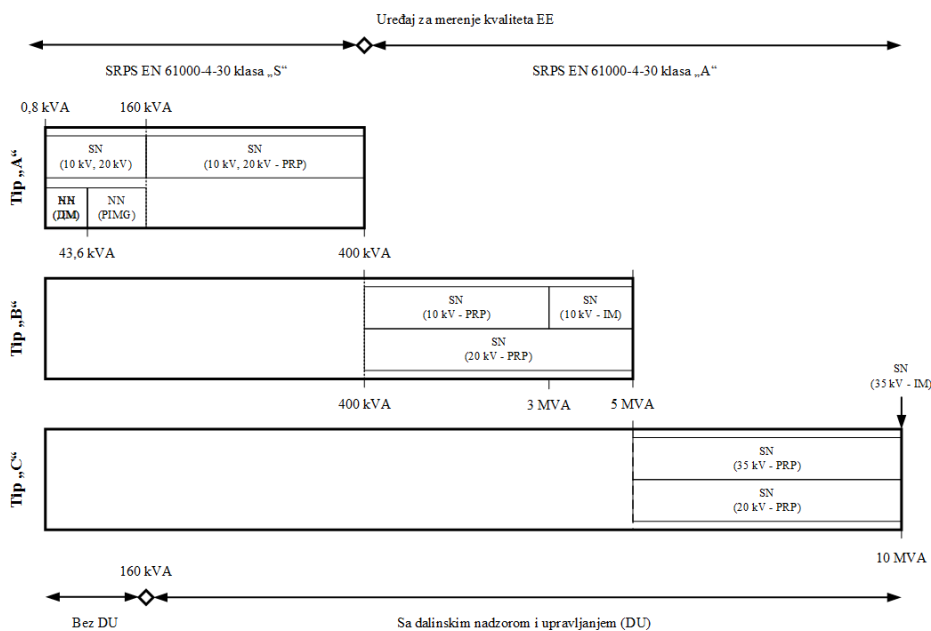 Uređaj za merenje kvaliteta EE
SRPS EN 61000-4-30 klasa „S“
SRPS EN 61000-4-30 klasa „A“
0,8 kVA
160 kVA
Tip „A“
SN
(10 kV, 20 kV)
SN
(10 kV, 20 kV - PRP)
NN
NN
(PIMG)
43,6 kVA
400 kVA
Tip „B“
SN
(10 kV - PRP)
SN
(10 kV - IM)
SN
(20 kV - PRP)
400 kVA
3 MVA
5 MVA
SN
(35 kV - IM)
Tip „C“
SN
(35 kV - PRP)
SN
(20 kV - PRP)
10 MVA
160 kVA
Bez DU
Sa dalinskim nadzorom i upravljanjem (DU)